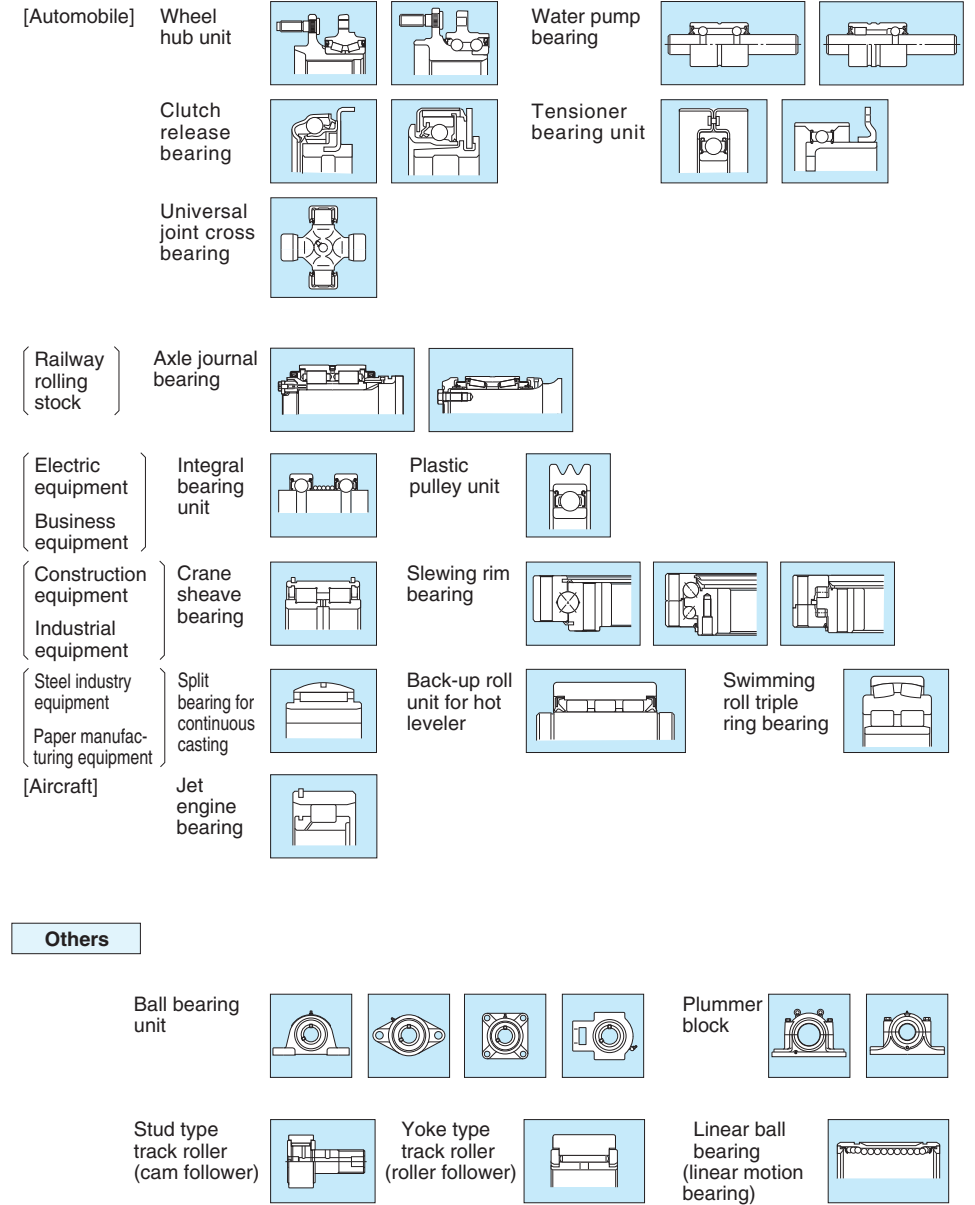 [Automobile]
Wheel
hub unit
Water pump
bearing
Clutch
release
bearing
Tensioner
bearing unit
Universal
joint cross
bearing
Railway
rolling
stock
Axle journal
bearing
Electric
equipment
Business
equipment
Integral
bearing
unit
Plastic
pulley unit
Construction
equipment
Industrial
equipment
Crane
sheave
bearing
Slewing rim
bearing
Steel industry
equipment
Paper manufac-
turing equipment
Split
bearing for
continuous
casting
Back-up roll
unit for hot
leveler
Swimming
roll triple
ring bearing
[Aircraft]
Jet
engine
bearing
Others
Ball bearing
unit
Plummer
block
Stud type
track roller
(cam follower)
Yoke type
track roller
(roller follower)
Linear ball
bearing
(linear motion
bearing)